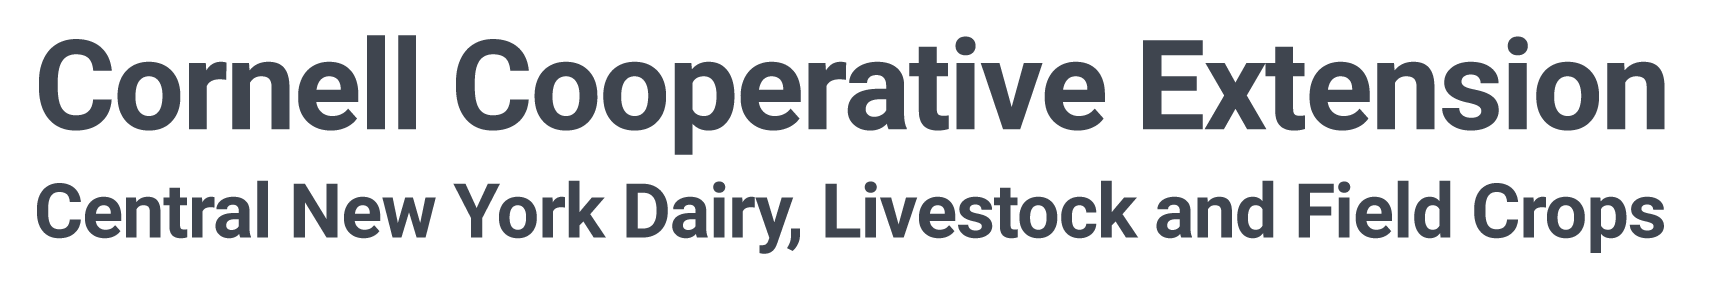 Cornell Cooperative Extension
Central New York Dairy, Livestock and Field Crops